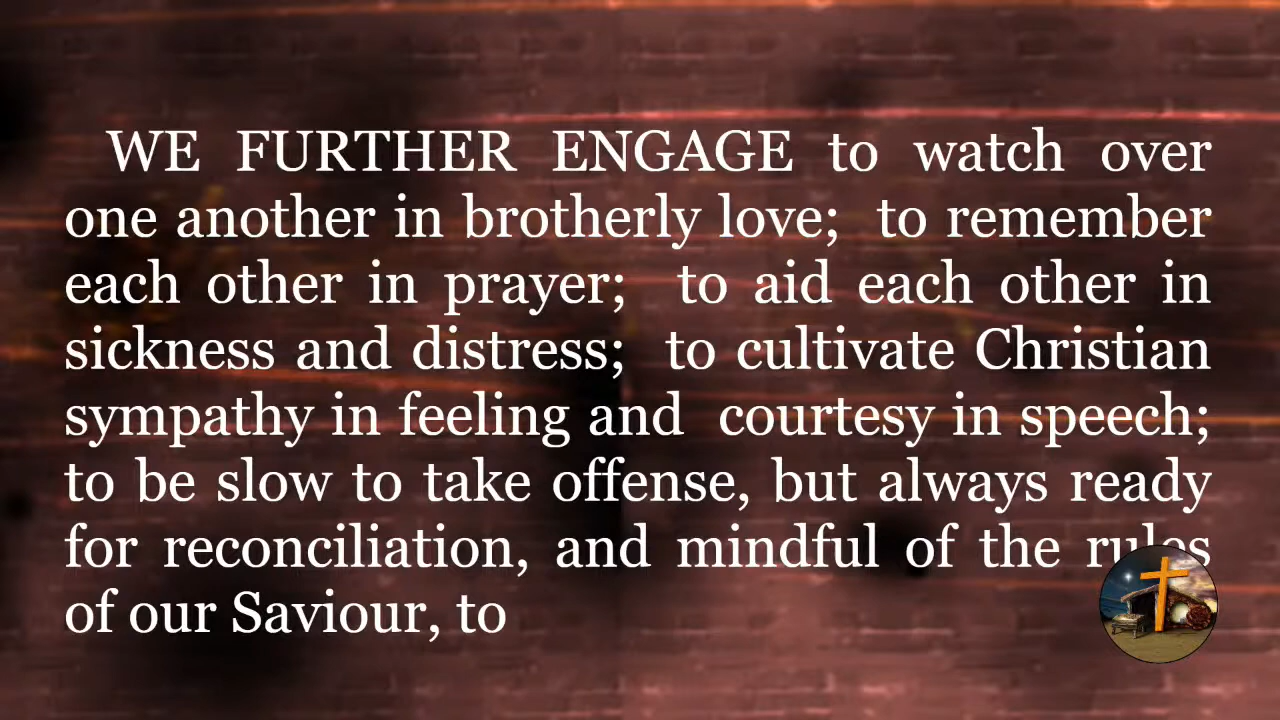 WE FURTHER ENGAGE to watch over
one another in brotherly love; to remember
each other in prayer; to aid each other in
sickness and distress; to cultivate Christian
sympathy in feeling and courtesy in speech;
to be slow to take offense, but always ready
for reconciliation, and mindful of the rules
of our Saviour, to